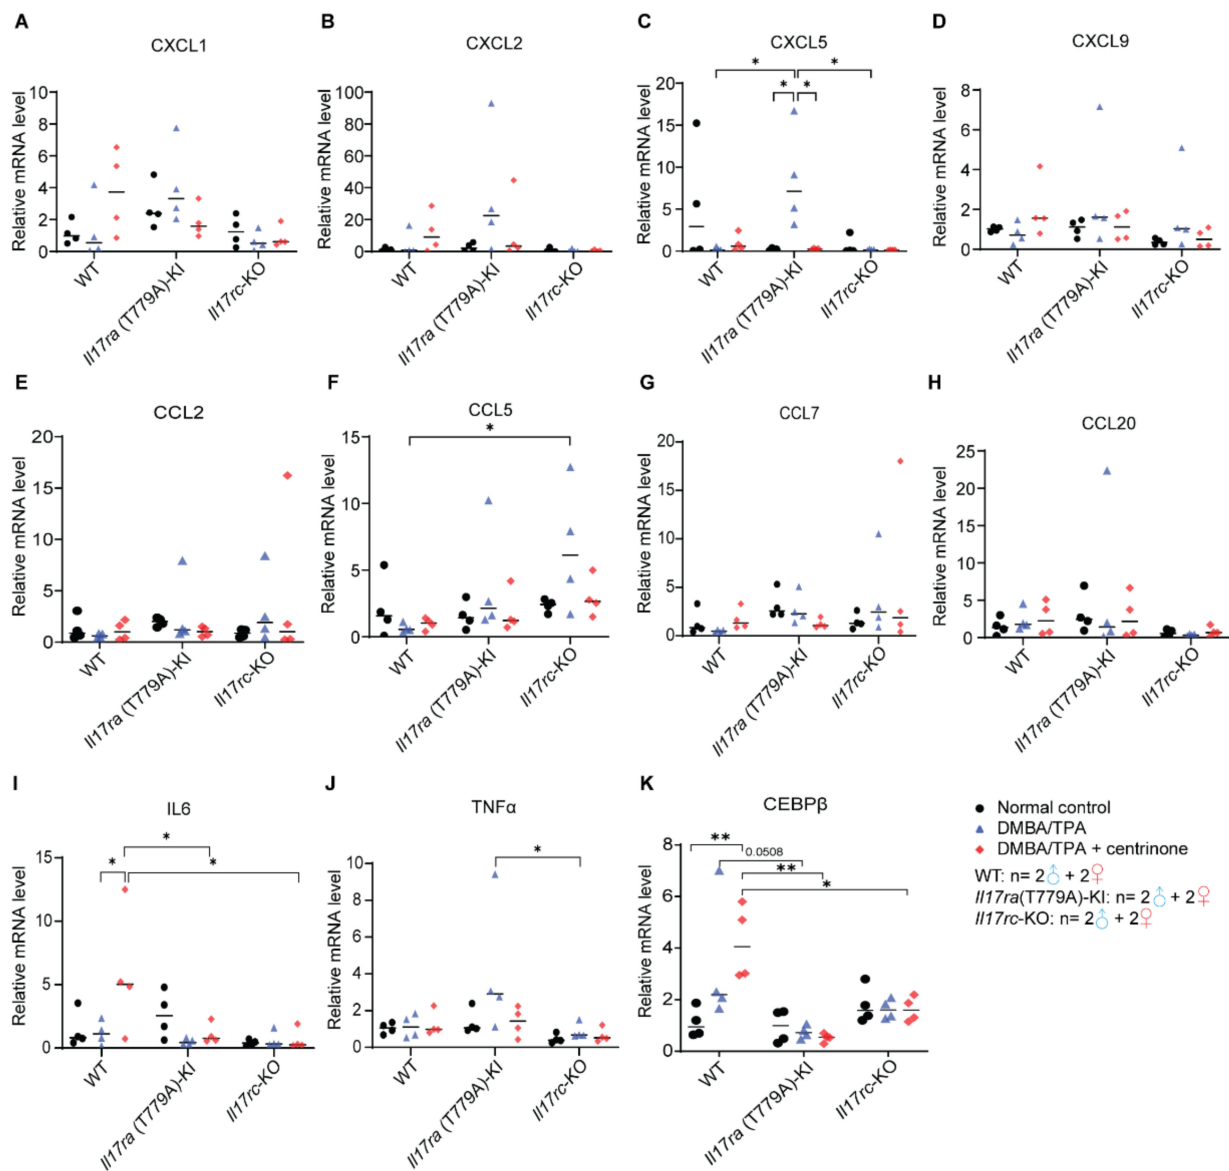 A
CXCL1
Relative mRNA level
10
8
6
4
2
0
WT
Il17ra (T779A)-KI
Il17rc-KO
B
CXCL2
Relative mRNA level
100
80
60
40
20
0
WT
Il17ra (T779A)-KI
Il17rc-KO
C
CXCL5
* *
* *
Relative mRNA level
20
15
10
5
0
WT
Il17ra (T779A)-KI
Il17rc-KO
D
CXCL9
Relative mRNA level
8
6
4
2
0
WT
Il17ra (T779A)-KI
Il17rc-KO
E
CCL2
Relative mRNA level
20
15
10
5
0
WT
Il17ra (T779A)-KI
Il17rc-KO
F
CCL5
*
Relative mRNA level
15
10
5
0
WT
Il17ra (T779A)-KI
Il17rc-KO
G
CCL7
Relative mRNA level
20
15
10
5
0
WT
Il17ra (T779A)-KI
Il17rc-KO
H
CCL20
Relative mRNA level
25
20
15
10
5
0
WT
Il17ra (T779A)-KI
Il17rc-KO
I
IL6
*
* *
Relative mRNA level
15
10
5
0
WT
Il17ra (T779A)-KI
Il17rc-KO
J
TNFα
*
Relative mRNA level
10
8
6
4
2
0
WT
Il17ra (T779A)-KI
Il17rc-KO
K
CEBPβ
**
0.0508
**
*
Relative mRNA level
8
6
4
2
0
WT
Il17ra (T779A)-KI
Il17rc-KO
Normal control
DMBA/TPA
DMBA/TPA + centrinone
WT: n= 2♂ + 2♀
Il17ra(T779A)-KI: n= 2♂ + 2♀
Il17rc-KO: n= 2♂ + 2♀